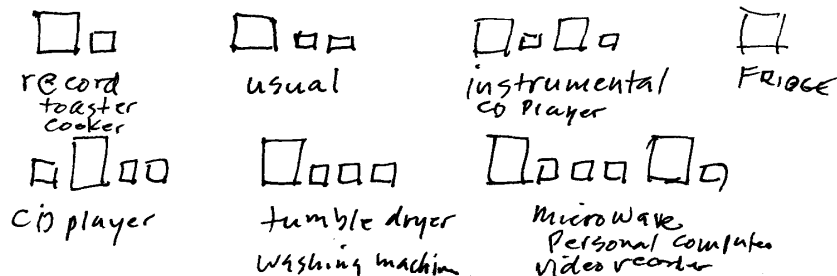 record
toaster
cooker
usual
instrumental
CD Player
FRIDGE
CD player
tumble dryer
washing machine
microwave
Personal computer
video recorder